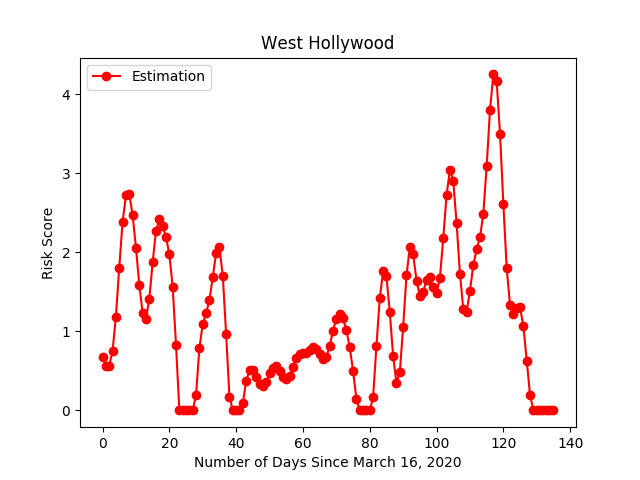 West Hollywood
Estimation
Risk Score
4
3
2
1
0
0 20 40 60 80 100 120 140
Number of Days Since March 16, 2020